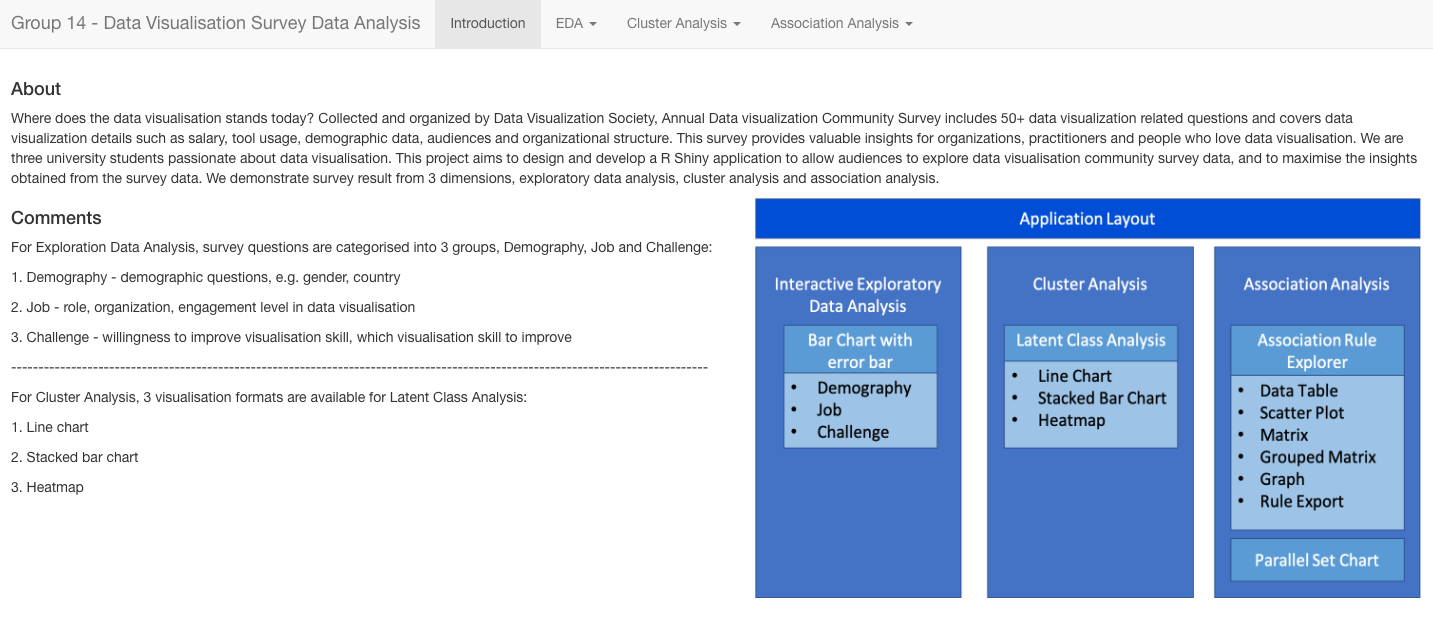 Group 14 - Data Visualisation Survey Data Analysis
Introduction
EDA
Cluster Analysis
Association Analysis
About
Where does the data visualisation stands today? Collected and organized by Data Visualization Society, Annual Data visualization Community Survey includes 50+ data visualization related questions and covers data
visualization details such as salary, tool usage, demographic data, audiences and organizational structure. This survey provides valuable insights for organizations, practitioners and people who love data visualisation. We are
three university students passionate about data visualisation. This project aims to design and develop a R Shiny application to allow audiences to explore data visualisation community survey data, and to maximise the insights
obtained from the survey data. We demonstrate survey result from 3 dimensions, exploratory data analysis, cluster analysis and association analysis.
Comments
For Exploration Data Analysis, survey questions are categorised into 3 groups, Demography, Job and Challenge:
1. Demography - demographic questions, e.g. gender, country
2. Job - role, organization, engagement level in data visualisation
3. Challenge - willingness to improve visualisation skill, which visualisation skill to improve
--------------------------------------------------------------------------------------------------------------------------------
For Cluster Analysis, 3 visualisation formats are available for Latent Class Analysis:
1. Line chart
2. Stacked bar chart
3. Heatmap
Application Layout
Interactive Exploratory
Data Analysis
Bar Chart with
error bar
• Demography
• Job
• Challenge
Cluster Analysis
Latent Class Analysis
• Line Chart
• Stacked Bar Chart
• Heatmap
Association Analysis
Association Rule
Explorer
• Data Table
• Scatter Plot
• Matrix
• Grouped Matrix
• Graph
• Rule Export
Parallel Set Chart